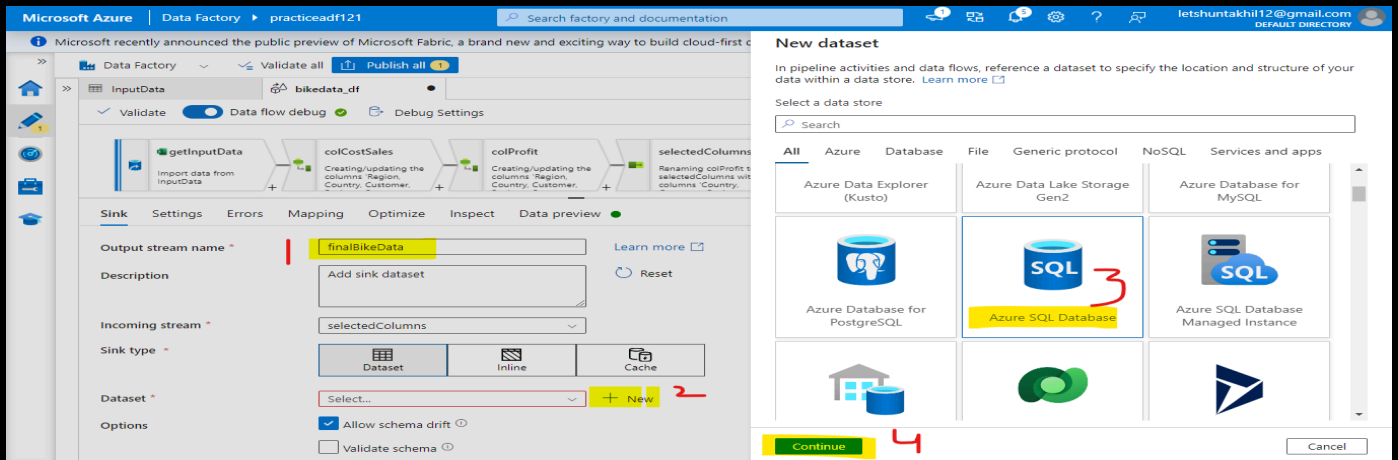 Microsoft Azure Data Factory practiceadf121 Search factory and documentation 1 5 letshuntakhil12@gmail.com
DEFAULT DIRECTORY
Microsoft recently announced the public preview of Microsoft Fabric, a brand new and exciting way to build cloud-first
Data Factory Validate all Publish all 1
InputData bikedata_df
1
Validate Data flow debug Debug Settings
getInputData
Import data from
InputData
+
colCostSales
Creating/updating the
columns 'Region,
Country, Customer,
+
colProfit
Creating/updating the
columns 'Region,
Country, Customer,
+
selectedColumns
Renaming colProfit t
selectedColumns wit
columns 'Country,
Sink Settings Errors Mapping Optimize Inspect Data preview
Output stream name * 1 finalBikeData Learn more
Description Add sink dataset Reset
Incoming stream * selectedColumns
Sink type *
Dataset Inline Cache
Dataset * Select... + New 2
Options Allow schema drift
Validate schema
New dataset
In pipeline activities and data flows, reference a dataset to specify the location and structure of your
data within a data store. Learn more
Select a data store
Search
All Azure Database File Generic protocol NoSQL Services and apps
Azure Data Explorer
(Kusto)
Azure Data Lake Storage
Gen2
Azure Database for
MySQL
Azure Database for
PostgreSQL
SQL
3
Azure SQL Database
SQL
Azure SQL Database
Managed Instance
Continue 4 Cancel